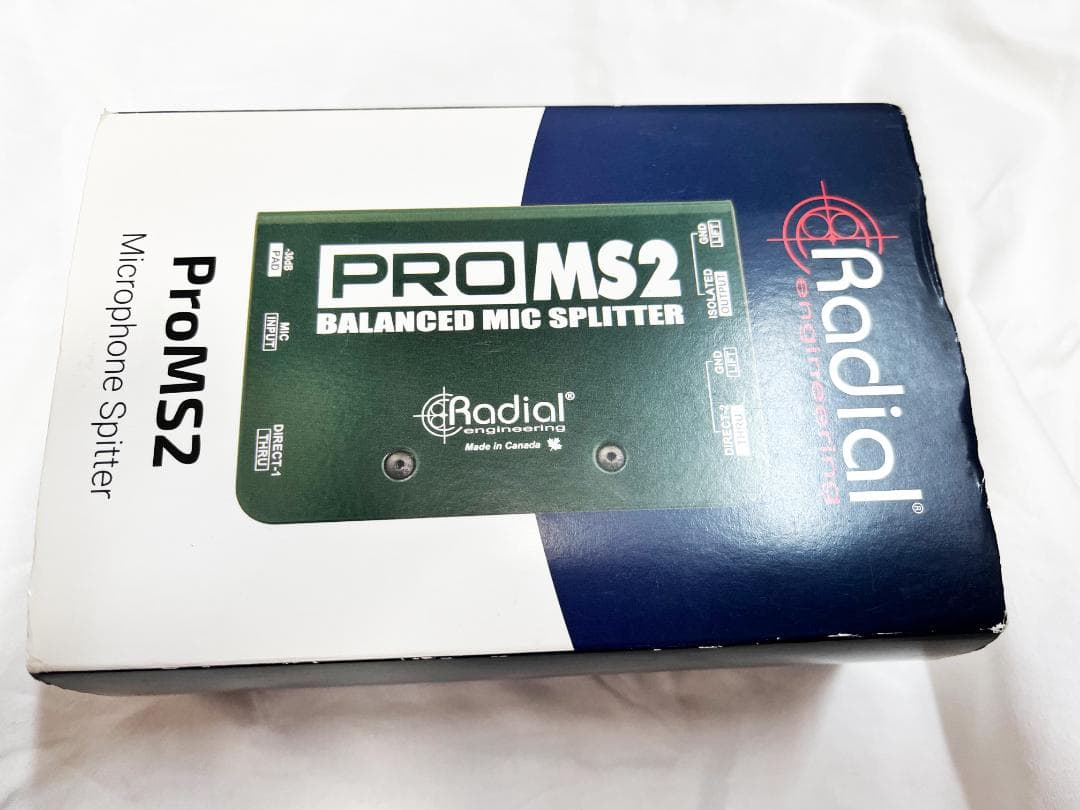 Radial®
engineering
PRO MS2
BALANCED MIC SPLITTER
-30dB
PAD
MIC
INPUT
DIRECT-1
THRU
GND
LIFT
ISOLATED
OUTPUT
GND
LIFT
DIRECT-2
THRU
Radial®
engineering
Made in Canada
ProMS2
Microphone Spitter